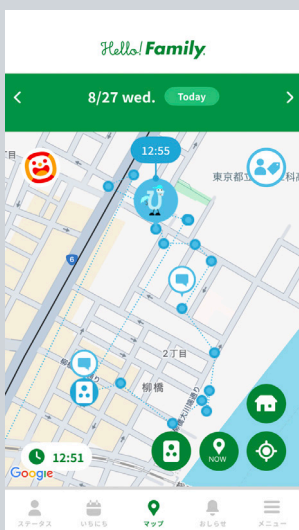 Hello! Family.
8/27 wed.
Today
12:55
丁目
東京都立
科高
6
2丁目
柳橋
12:51
Google
NOW
ステータス
いちにち
マップ
おしらせ
メニュー